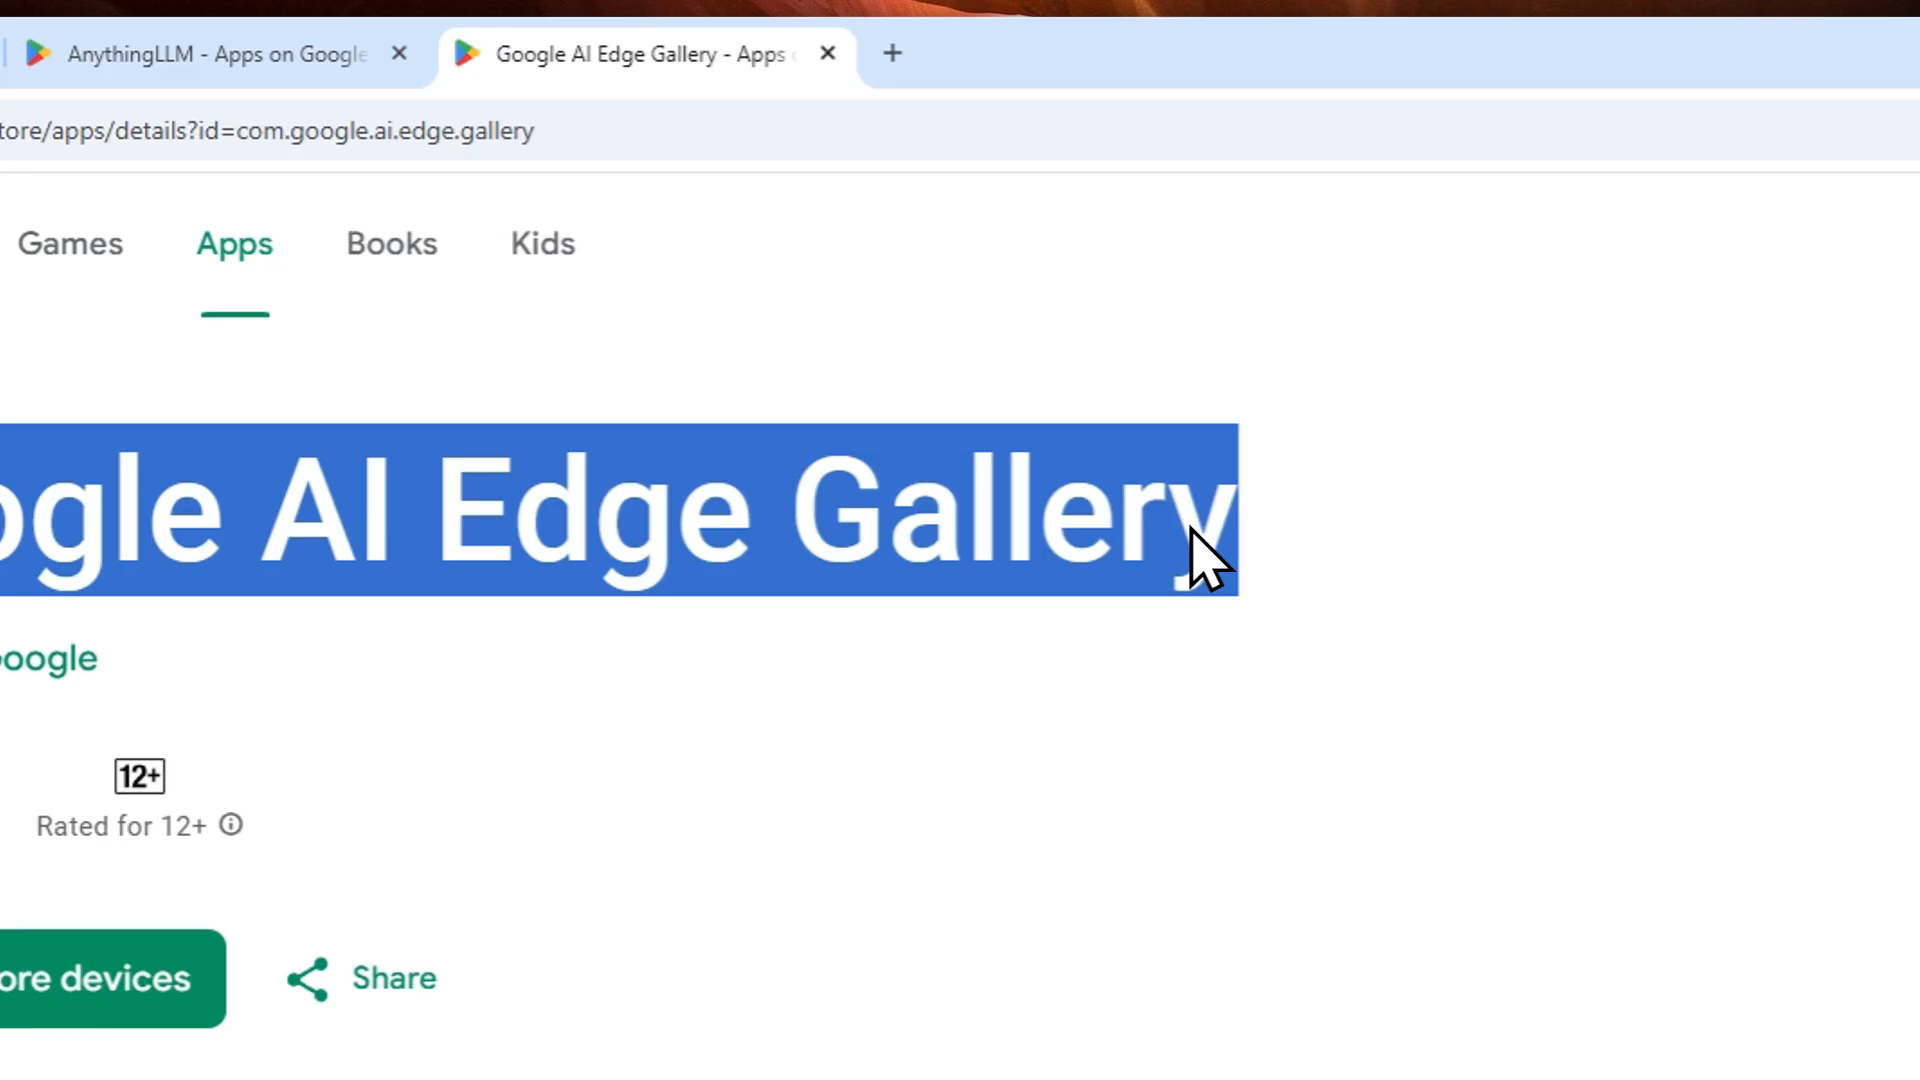 AnythingLLM - Apps on Google
Google AI Edge Gallery - Apps
tore/apps/details?id=com.google.ai.edge.gallery
Games Apps Books Kids
ogle AI Edge Gallery
oogle
12+
Rated for 12+
ore devices
Share